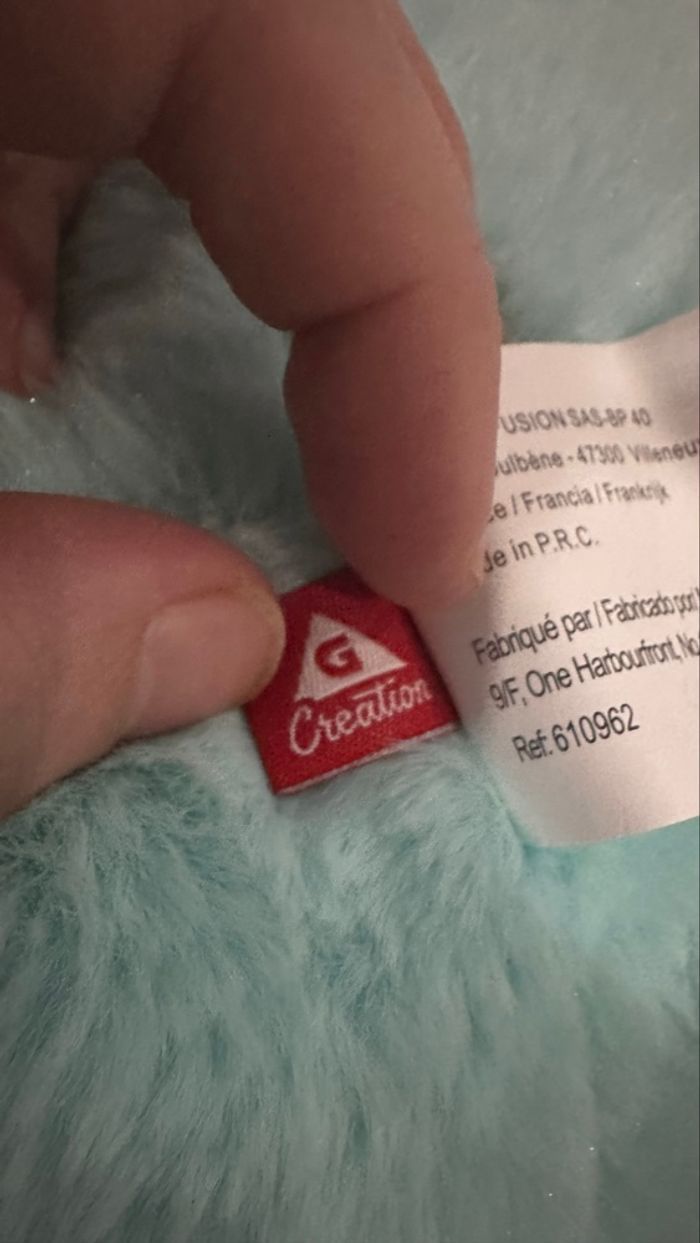 G
Creation
USION SAS-BP 40
ulbène - 47300 Villeneu
e / Francia / Frankrijk
de in P.R.C.
Fabriqué par / Fabricado por/
9/F, One Harbourfront, No
Ref: 610962